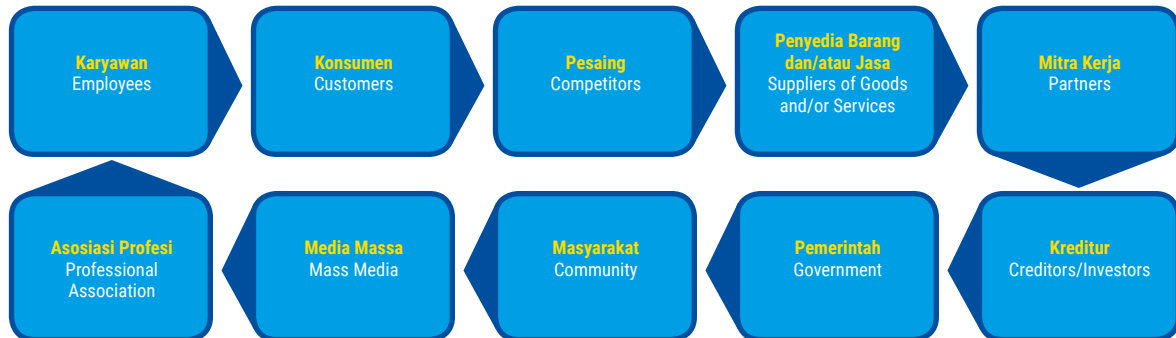 Karyawan
Employees
Konsumen
Customers
Pesaing
Competitors
Penyedia Barang
dan/atau Jasa
Suppliers of Goods
and/or Services
Mitra Kerja
Partners
Asosiasi Profesi
Professional
Association
Media Massa
Mass Media
Masyarakat
Community
Pemerintah
Government
Kreditur
Creditors/Investors